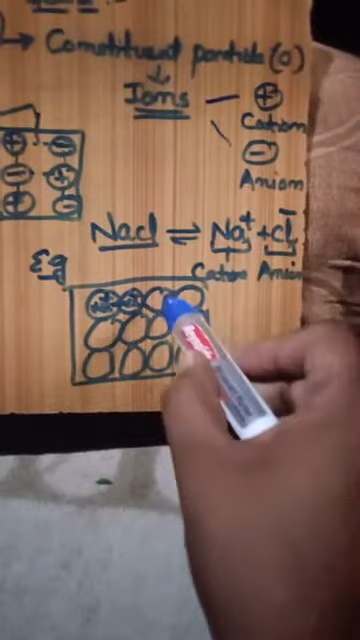 → Constituent particle (o)
↓
Ions — ⊕
Cation
⊖
Anion
⊕ ⊖
⊖ ⊕
⊕ ⊖
NaCl ⇌ Na⁺ + Cl⁻
Cation Anion
Eg